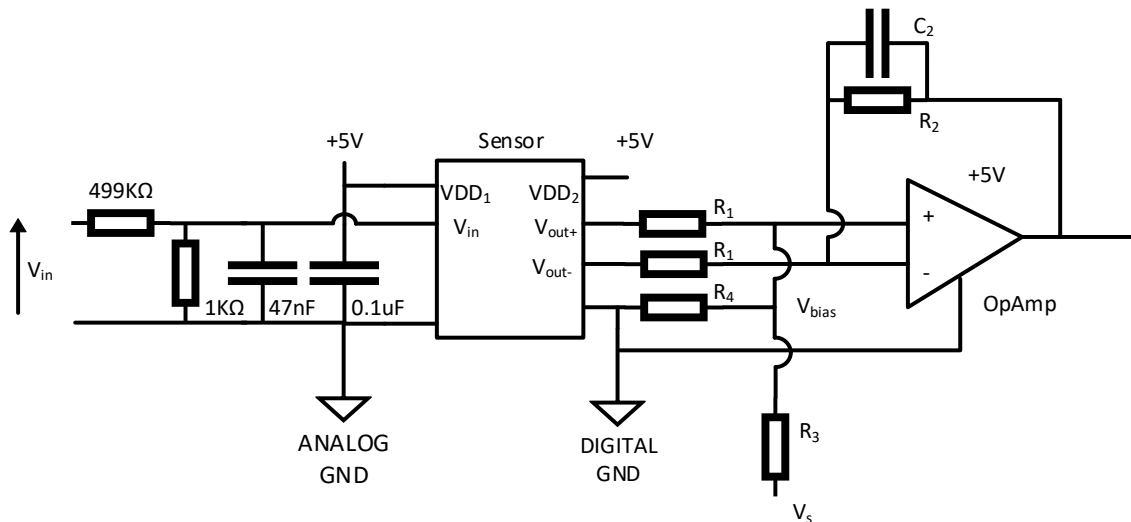 C₂
R₂
+5V
Sensor
+5V
+5V
499KΩ
VDD₁
VDD₂
R₁
+
Vin
Vin
Vout+
R₁
Vout-
-
R₄
1KΩ
47nF
0.1uF
Vbias
OpAmp
ANALOG
GND
DIGITAL
GND
R₃
Vs